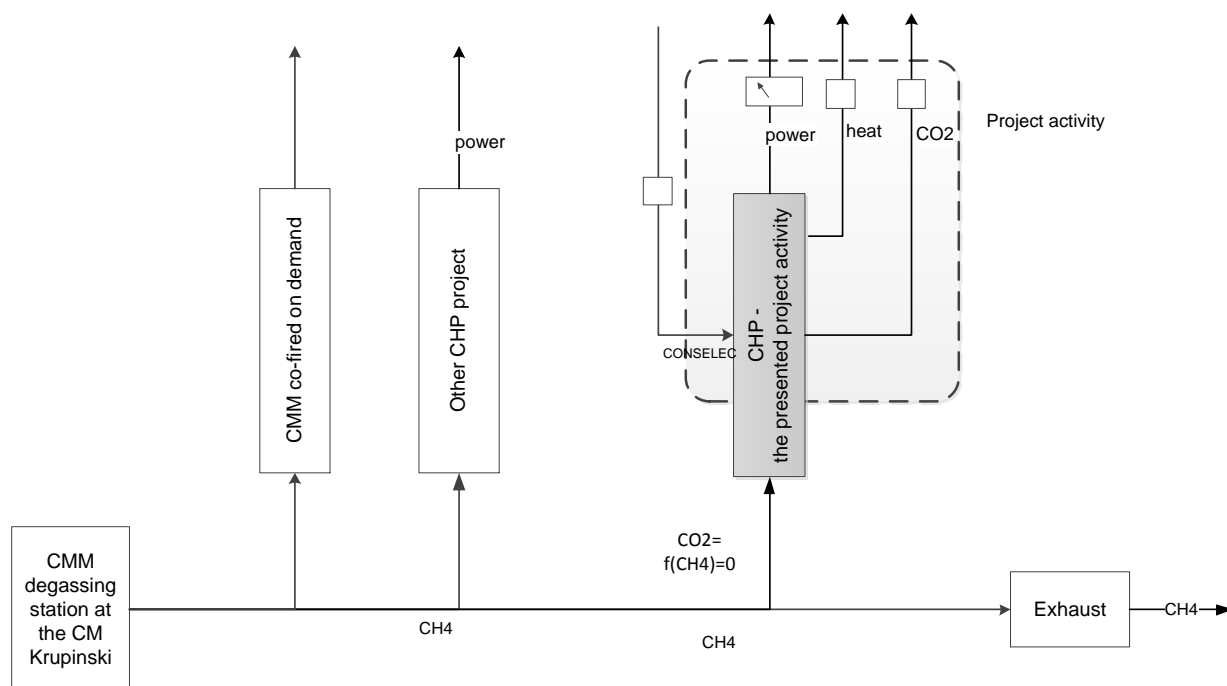 power
power
heat
CO2
Project activity
CMM co-fired on demand
Other CHP project
CHP -
the presented project activity
CONSELEC
CO2=
f(CH4)=0
CMM
degassing
station at
the CM
Krupinski
CH4
CH4
Exhaust
CH4